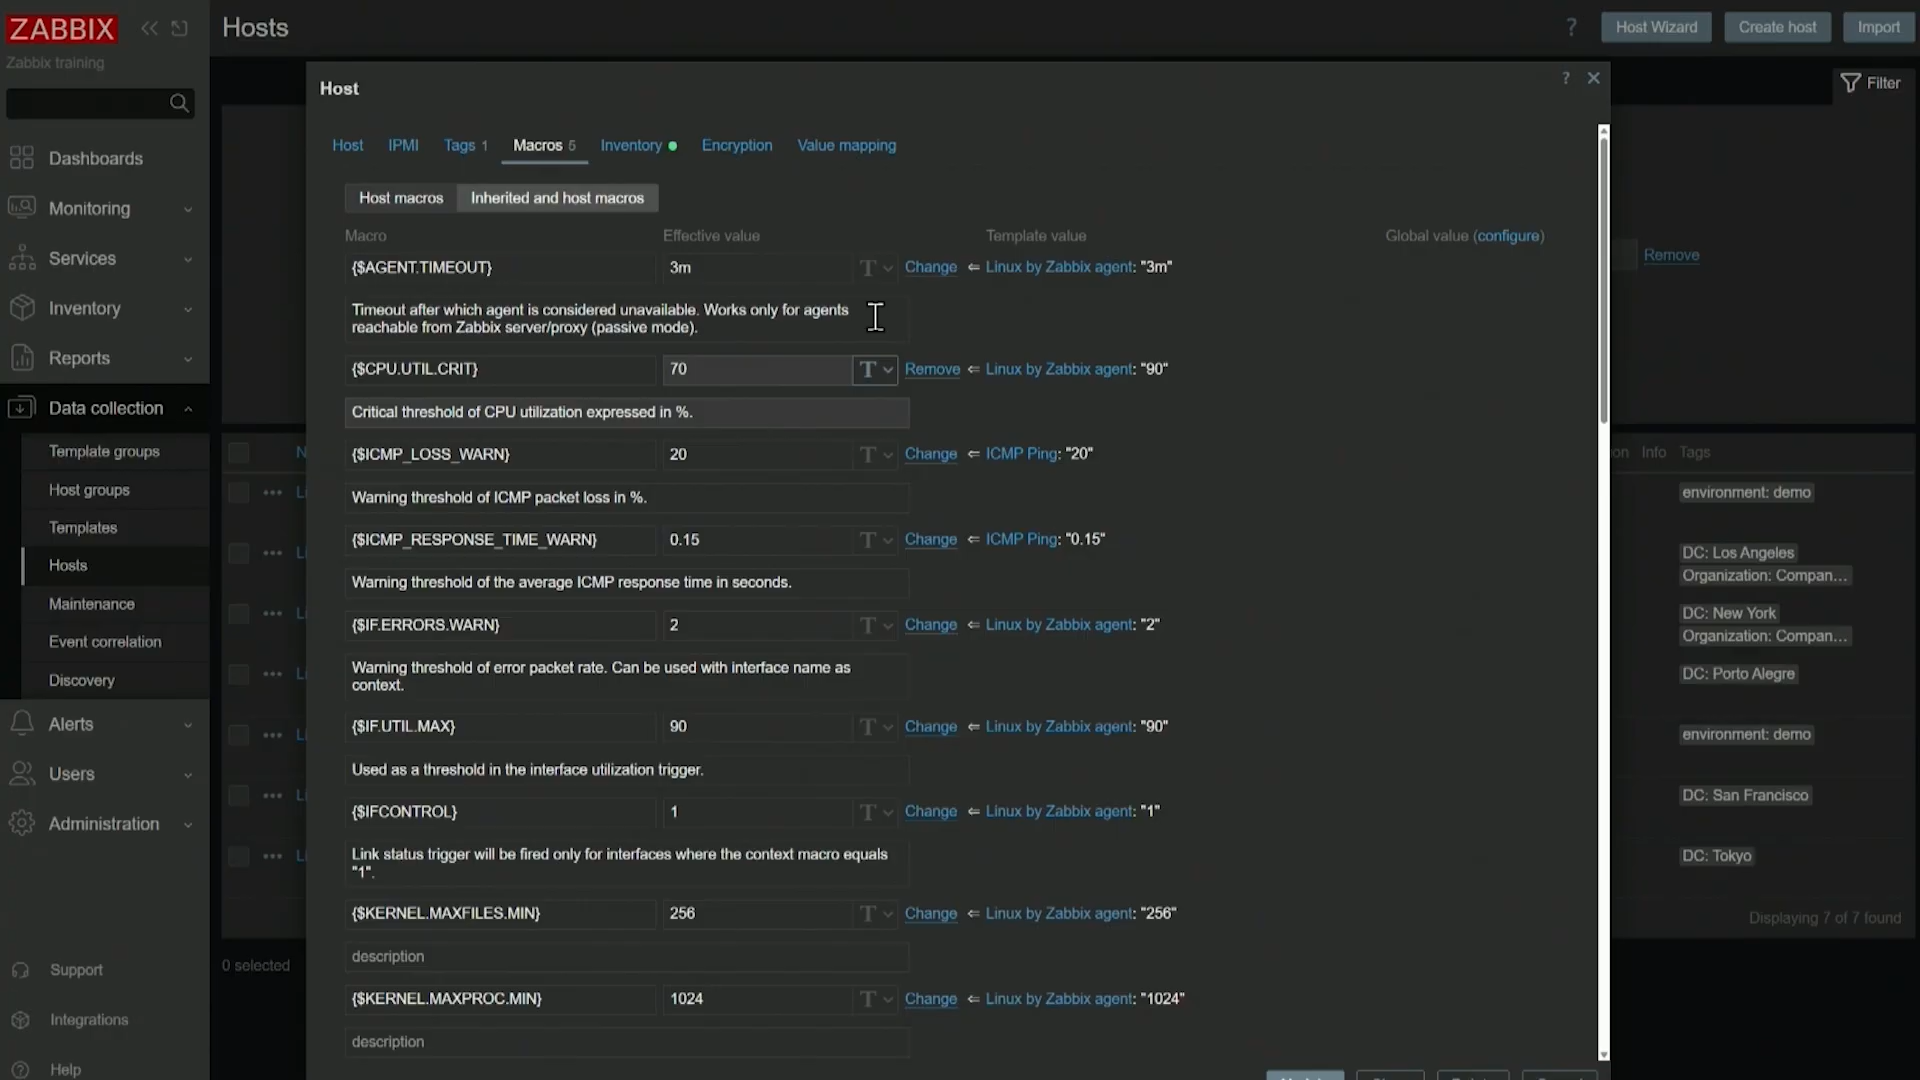 ZABBIX
Zabbix training
Hosts
?
Host Wizard
Create host
Import
Filter
Dashboards
Monitoring
Services
Inventory
Reports
Data collection
Template groups
Host groups
Templates
Hosts
Maintenance
Event correlation
Discovery
Alerts
Users
Administration
Support
Integrations
Help
Host
?
Host IPMI Tags 1 Macros 5 Inventory Encryption Value mapping
Host macros Inherited and host macros
Macro Effective value Template value Global value (configure)
{$AGENT.TIMEOUT} 3m T Change ⇐ Linux by Zabbix agent: "3m"
Timeout after which agent is considered unavailable. Works only for agents
reachable from Zabbix server/proxy (passive mode).
{$CPU.UTIL.CRIT} 70 T Remove ⇐ Linux by Zabbix agent: "90"
Critical threshold of CPU utilization expressed in %.
{$ICMP_LOSS_WARN} 20 T Change ⇐ ICMP Ping: "20"
Warning threshold of ICMP packet loss in %.
{$ICMP_RESPONSE_TIME_WARN} 0.15 T Change ⇐ ICMP Ping: "0.15"
Warning threshold of the average ICMP response time in seconds.
{$IF.ERRORS.WARN} 2 T Change ⇐ Linux by Zabbix agent: "2"
Warning threshold of error packet rate. Can be used with interface name as
context.
{$IF.UTIL.MAX} 90 T Change ⇐ Linux by Zabbix agent: "90"
Used as a threshold in the interface utilization trigger.
{$IFCONTROL} 1 T Change ⇐ Linux by Zabbix agent: "1"
Link status trigger will be fired only for interfaces where the context macro equals
"1".
{$KERNEL.MAXFILES.MIN} 256 T Change ⇐ Linux by Zabbix agent: "256"
description
{$KERNEL.MAXPROC.MIN} 1024 T Change ⇐ Linux by Zabbix agent: "1024"
description
Remove
Info Tags
environment: demo
DC: Los Angeles
Organization: Compan...
DC: New York
Organization: Compan...
DC: Porto Alegre
environment: demo
DC: San Francisco
DC: Tokyo
Displaying 7 of 7 found
0 selected